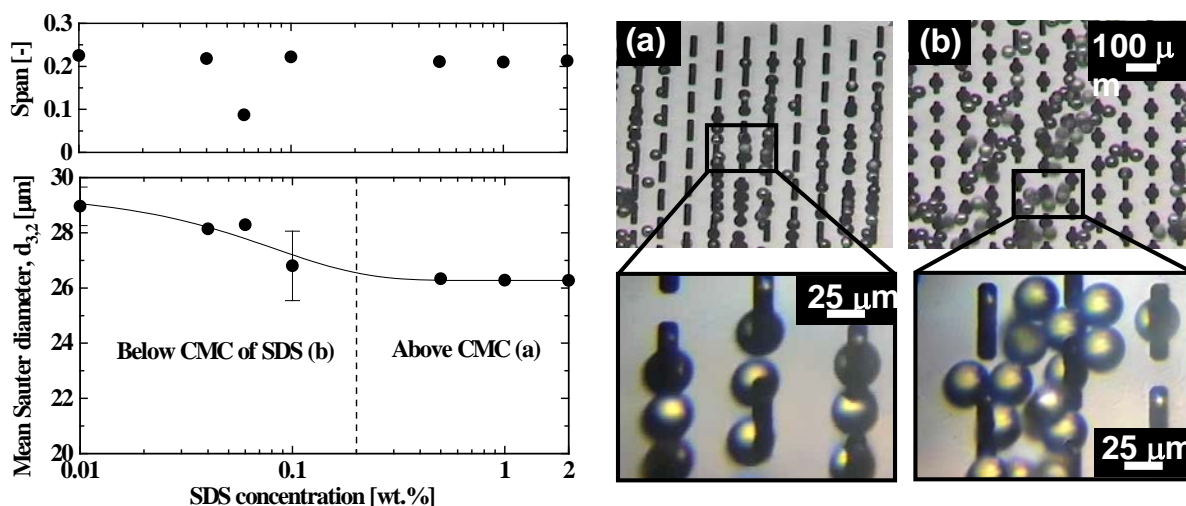 0.3
0.2
0.1
0
Span [-]
30
28
26
24
22
20
Mean Sauter diameter, d3,2 [μm]
Below CMC of SDS (b)
Above CMC (a)
0.01
0.1
1
2
SDS concentration [wt.%]
(a)
(b)
100 μ
m
25 μm
25 μm